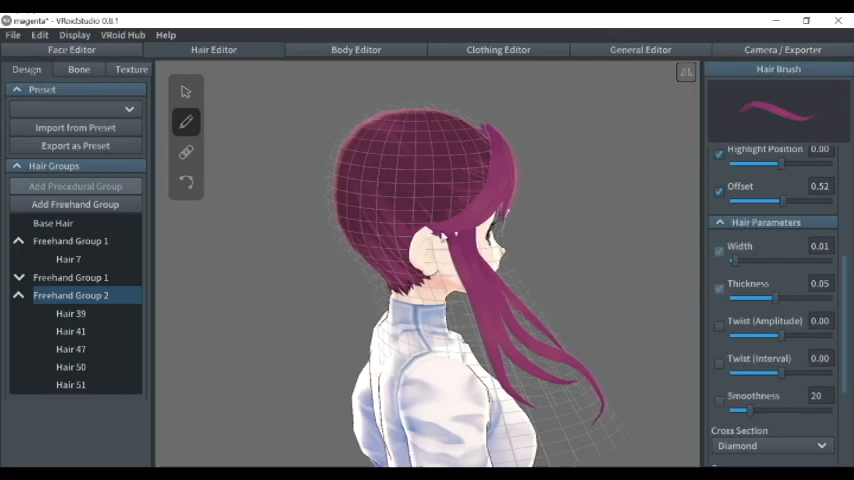 magenta* - VRoidStudio 0.8.1
File Edit Display VRoid Hub Help
Face Editor Hair Editor Body Editor Clothing Editor General Editor Camera / Exporter
Design Bone Texture
Preset
Import from Preset
Export as Preset
Hair Groups
Add Procedural Group
Add Freehand Group
Base Hair
Freehand Group 1
Hair 7
Freehand Group 1
Freehand Group 2
Hair 39
Hair 41
Hair 47
Hair 50
Hair 51
Hair Brush
Highlight Position 0.00
Offset 0.52
Hair Parameters
Width 0.01
Thickness 0.05
Twist (Amplitude) 0.00
Twist (Interval) 0.00
Smoothness 20
Cross Section
Diamond